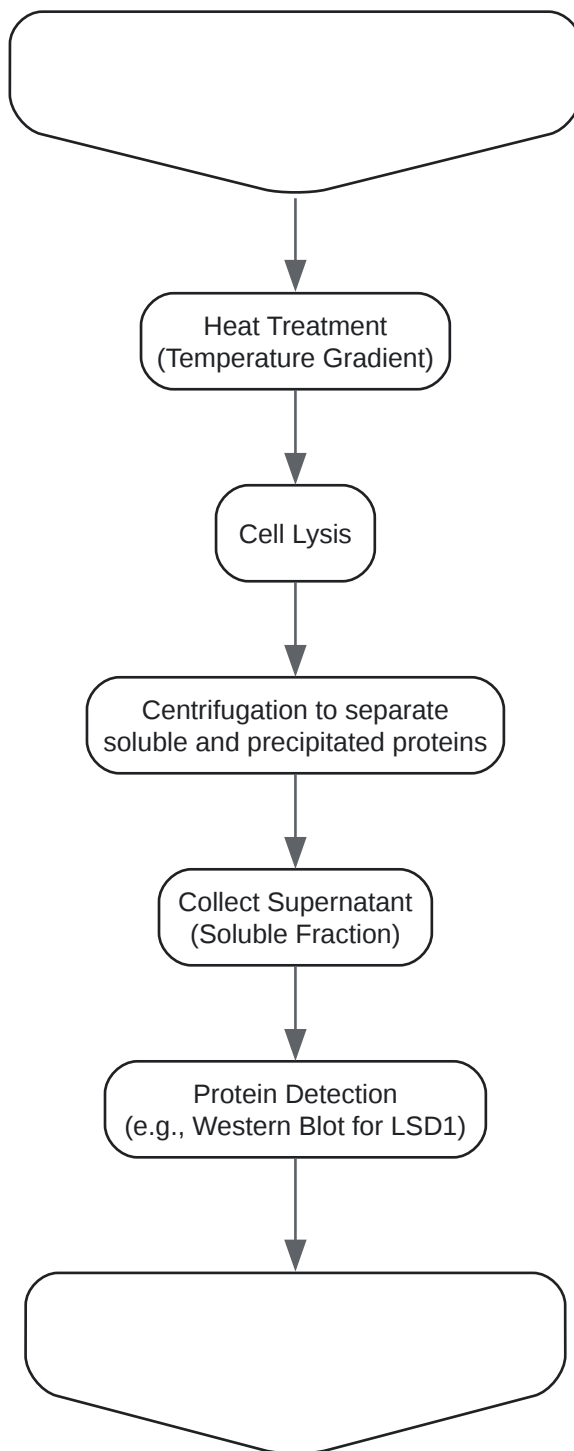 Heat Treatment
(Temperature Gradient)
Cell Lysis
Centrifugation to separate
soluble and precipitated proteins
Collect Supernatant
(Soluble Fraction)
Protein Detection
(e.g., Western Blot for LSD1)